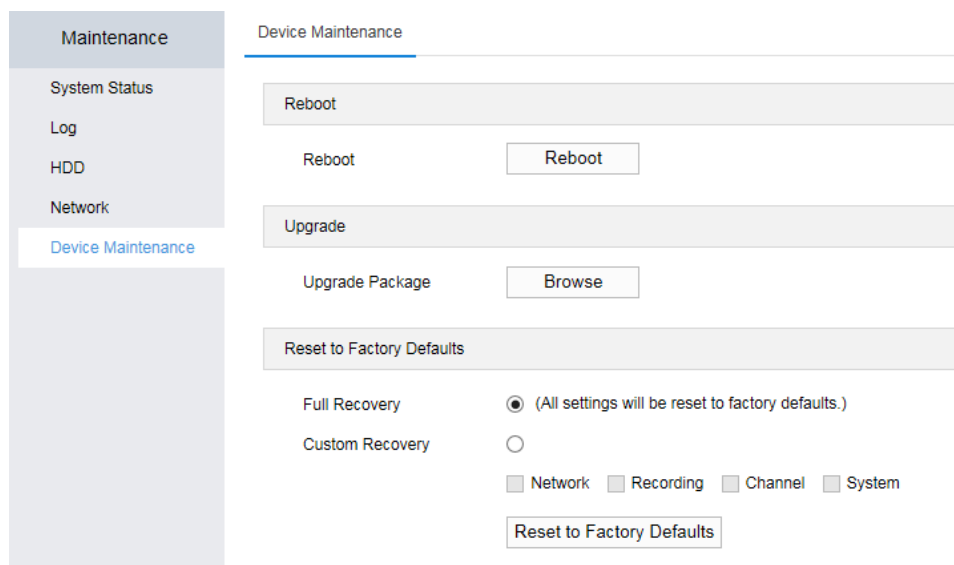 Maintenance
System Status
Log
HDD
Network
Device Maintenance
Device Maintenance
Reboot
Reboot Reboot
Upgrade
Upgrade Package Browse
Reset to Factory Defaults
Full Recovery (All settings will be reset to factory defaults.)
Custom Recovery
Network Recording Channel System
Reset to Factory Defaults